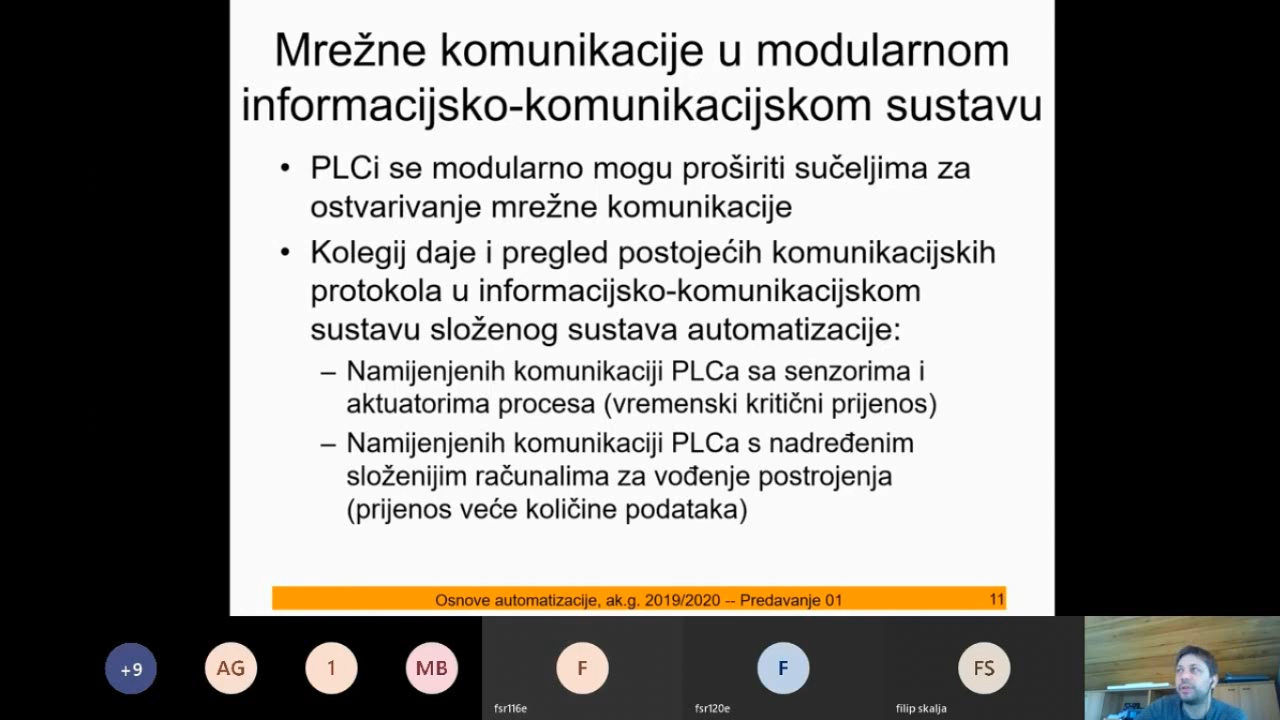 Mrežne komunikacije u modularnom
informacijsko-komunikacijskom sustavu
• PLCi se modularno mogu proširiti sučeljima za
ostvarivanje mrežne komunikacije
• Kolegij daje i pregled postojećih komunikacijskih
protokola u informacijsko-komunikacijskom
sustavu složenog sustava automatizacije:
– Namijenjenih komunikaciji PLCa sa senzorima i
aktuatorima procesa (vremenski kritični prijenos)
– Namijenjenih komunikaciji PLCa s nadređenim
složenijim računalima za vođenje postrojenja
(prijenos veće količine podataka)
Osnove automatizacije, ak.g. 2019/2020 -- Predavanje 01 11
+9 AG 1 MB F F FS
fsr116e fsr120e filip skalja